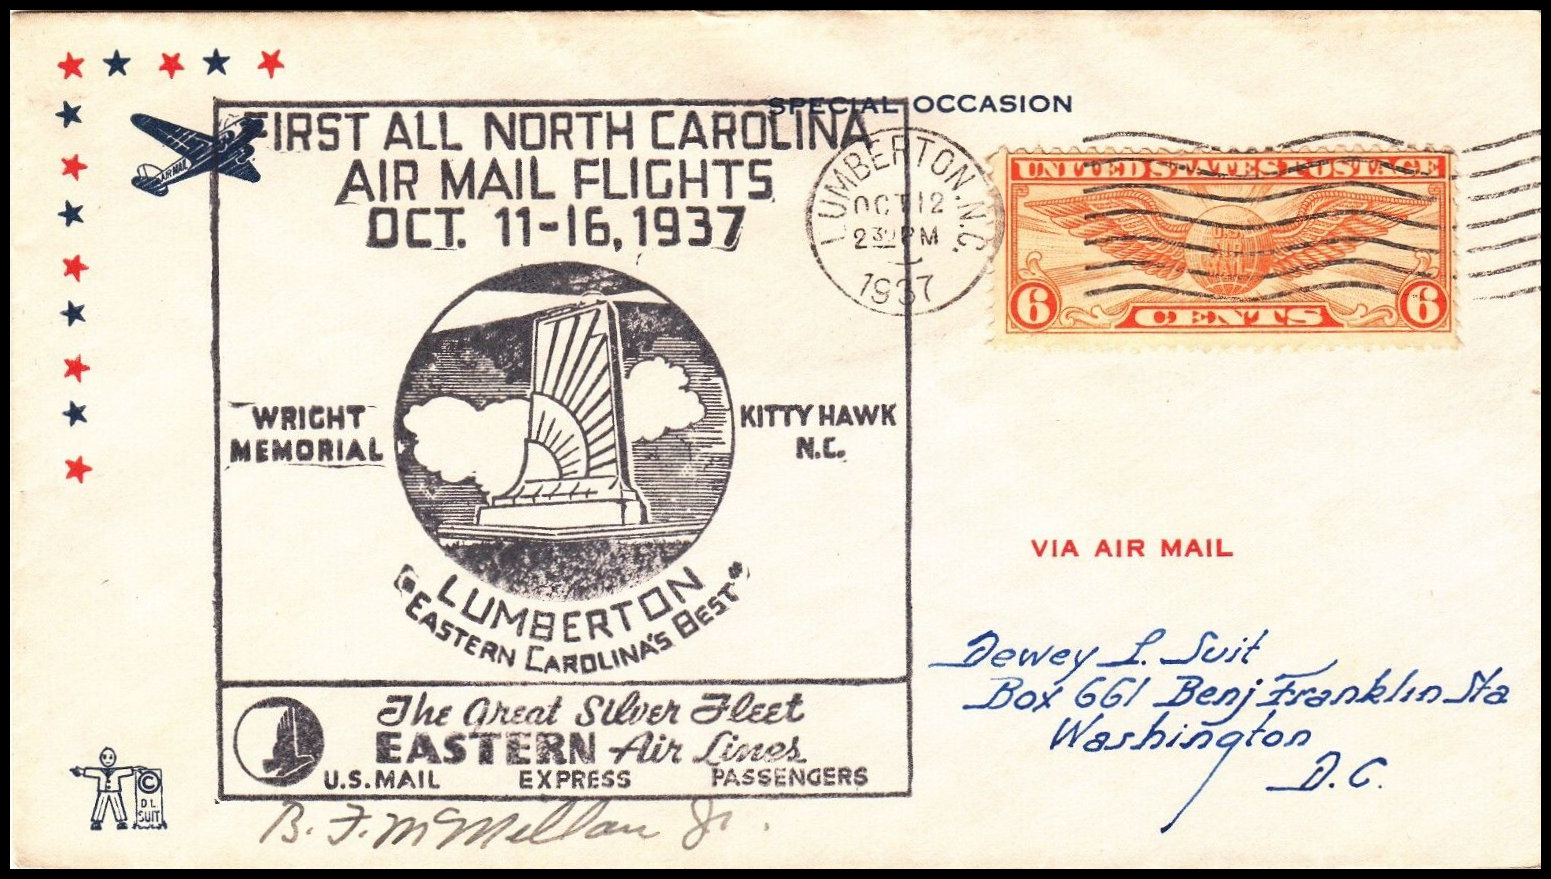 SPECIAL OCCASION
AIR MAIL
FIRST ALL NORTH CAROLINA
AIR MAIL FLIGHTS
OCT. 11-16, 1937
LUMBERTON, N.C.
OCT 12
2 30 PM
1937
UNITED STATES POSTAGE
U.S. AIR MAIL
6 CENTS 6
WRIGHT MEMORIAL
KITTY HAWK N.C.
LUMBERTON
"EASTERN CAROLINA'S BEST"
VIA AIR MAIL
Dewey L. Suit
Box 661 Benj Franklin Sta
Washington
D.C.
The Great Silver Fleet
EASTERN Air Lines
U.S. MAIL EXPRESS PASSENGERS
© D L SUIT
B. F. McMillan Jr.